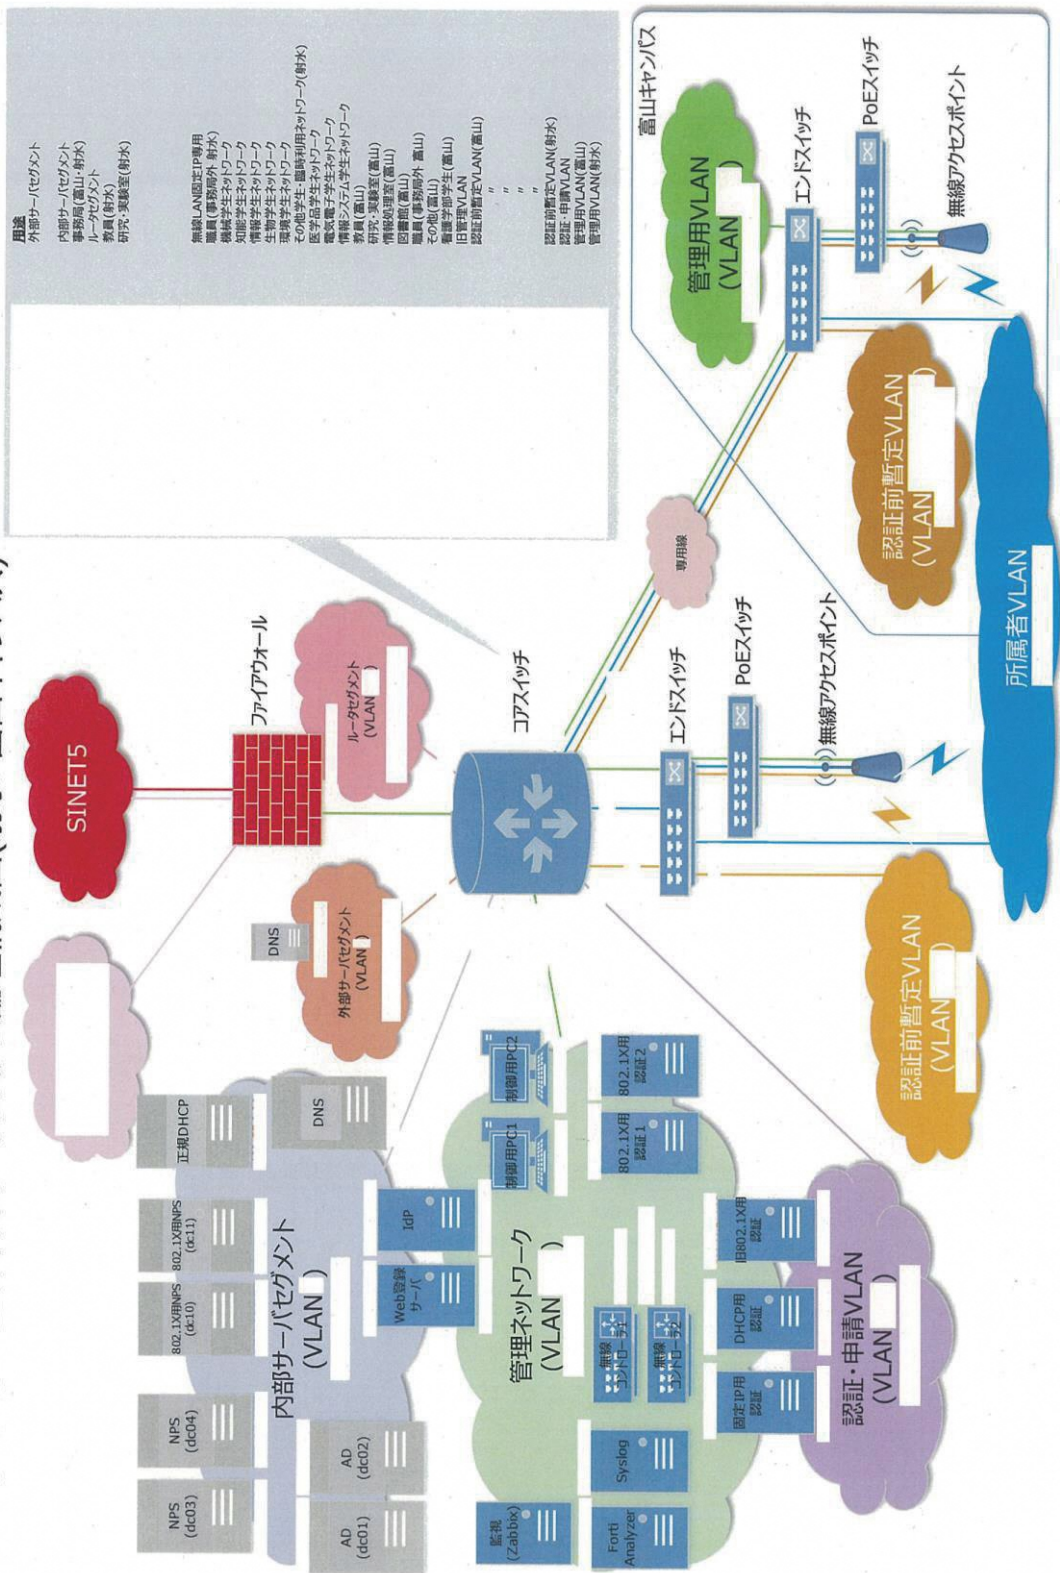 用途
外部サーバセグメント
内部サーバセグメント
事務局(富山・射水)
ルータセグメント
教員(射水)
研究・実験室(射水)
無線LAN固定IP専用
職員(事務局外 射水)
機械学生ネットワーク
知能学生ネットワーク
情報学生ネットワーク
生物学生ネットワーク
環境学生ネットワーク
その他学生・臨時利用ネットワーク(射水)
医学品学生ネットワーク
電気電子学生ネットワーク
情報システム学生ネットワーク
教員(富山)
研究・実験室(富山)
情報処理室(富山)
図書館(富山)
職員(事務局外 富山)
その他(富山)
看護学部学生(富山)
旧管理VLAN
認証前暫定VLAN(富山)
〃
〃
〃
〃
認証前暫定VLAN(射水)
認証・申請VLAN
管理用VLAN(富山)
管理用VLAN(射水)
SINET5
ファイアウォール
ルータセグメント
(VLAN )
DNS
外部サーバセグメント
(VLAN )
コアスイッチ
専用線
富山キャンパス
管理用VLAN
(VLAN
エンドスイッチ
PoEスイッチ
無線アクセスポイント
認証前暫定VLAN
(VLAN )
エンドスイッチ
PoEスイッチ
無線アクセスポイント
所属者VLAN
認証前暫定VLAN
(VLAN )
NPS
(dc03)
NPS
(dc04)
802.1X用NPS
(dc10)
802.1X用NPS
(dc11)
正規DHCP
DNS
内部サーバセグメント
(VLAN )
AD
(dc01)
AD
(dc02)
Web登録
サーバ
IdP
監視
(Zabbix)
Forti
Analyzer
Syslog
管理ネットワーク
(VLAN )
無線
コントローラ1
無線
コントローラ2
制御用PC1
制御用PC2
802.1X用
認証1
802.1X用
認証2
固定IP用
認証
DHCP用
認証
旧802.1X用
認証
認証・申請VLAN
(VLAN )